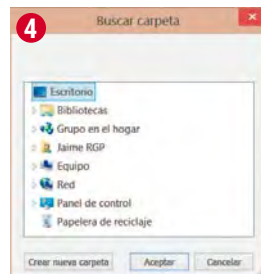 4
Buscar carpeta
Escritorio
Bibliotecas
Grupo en el hogar
Jaime RGP
Equipo
Red
Panel de control
Papelera de reciclaje
Crear nueva carpeta
Aceptar
Cancelar